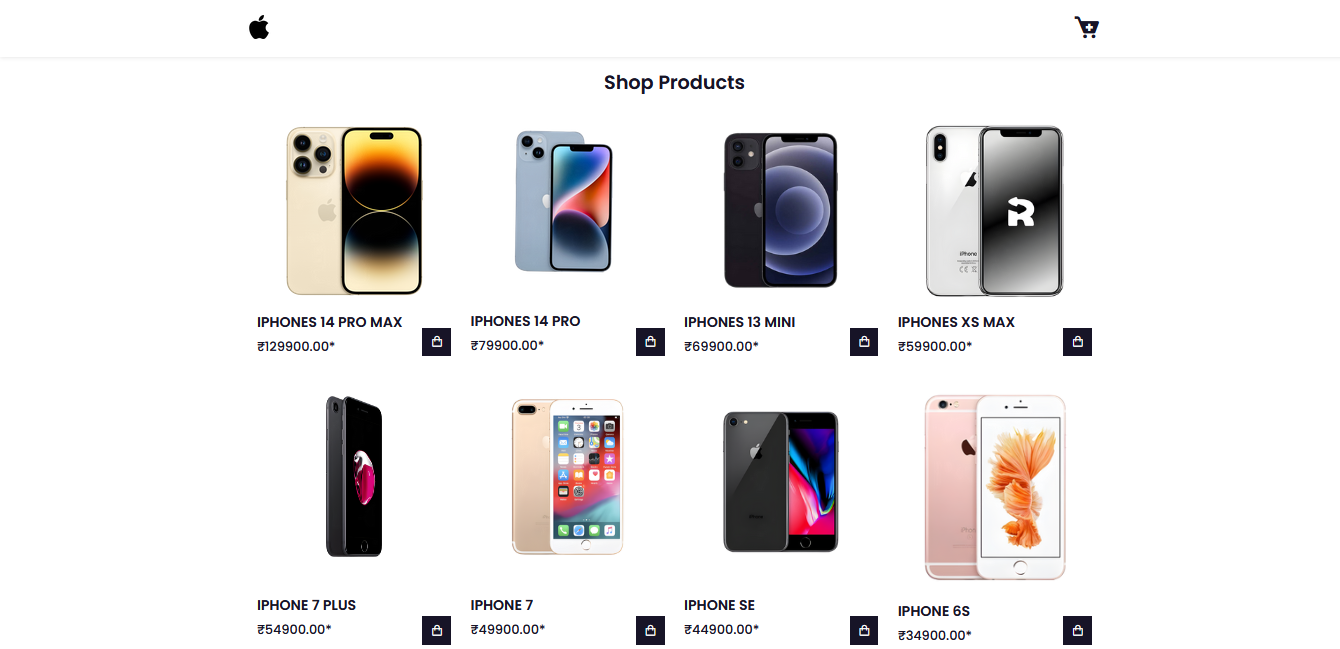 Shop Products
IPHONES 14 PRO MAX
₹129900.00*
IPHONES 14 PRO
₹79900.00*
IPHONES 13 MINI
₹69900.00*
IPHONES XS MAX
₹59900.00*
IPHONE 7 PLUS
₹54900.00*
IPHONE 7
₹49900.00*
IPHONE SE
₹44900.00*
IPHONE 6S
₹34900.00*